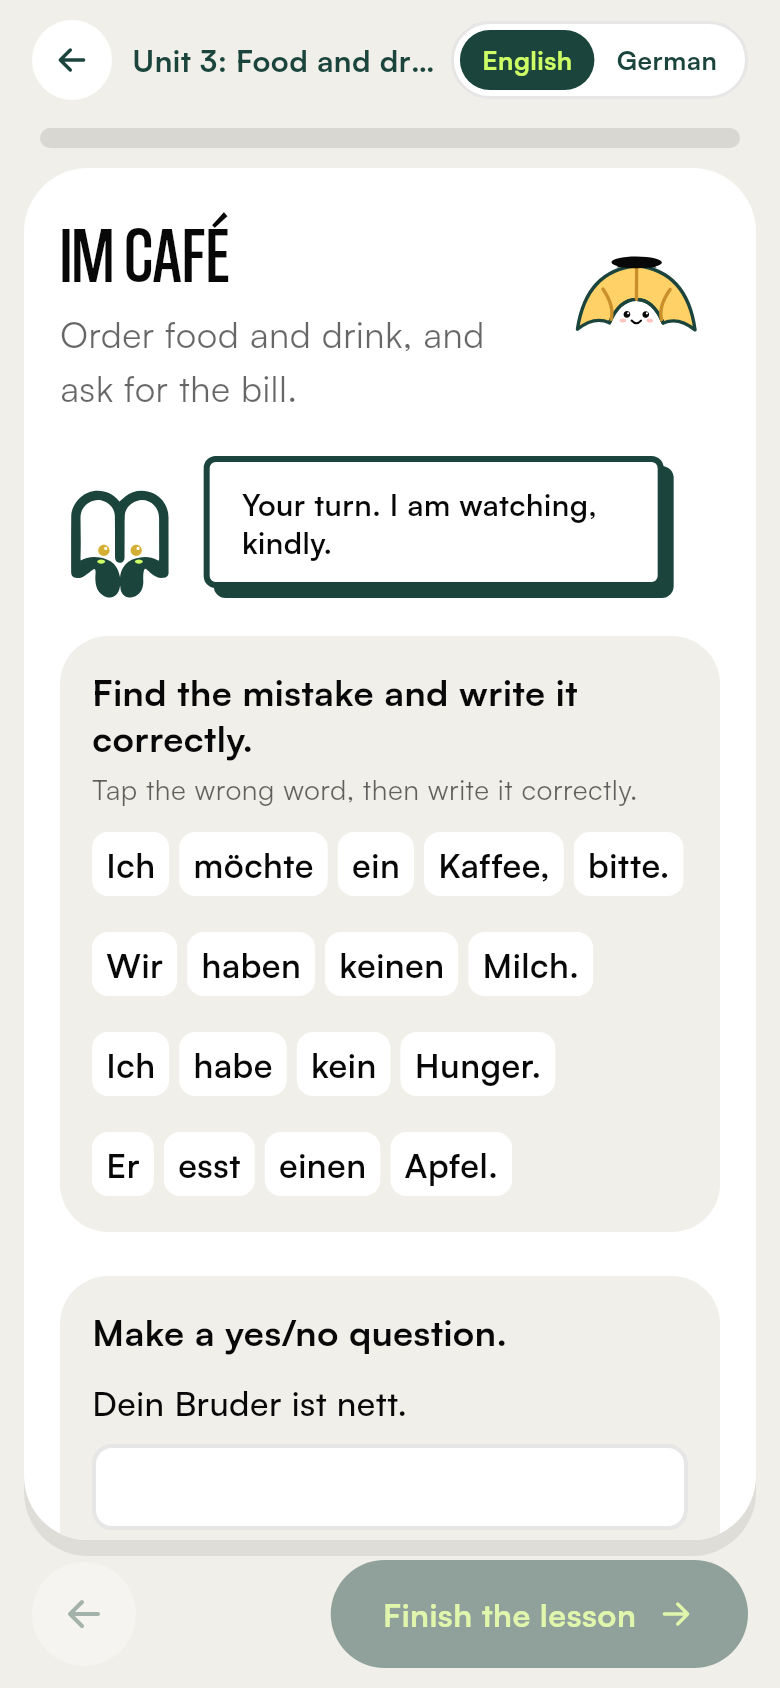 Unit 3: Food and dr...
English
German
IM CAFÉ
Order food and drink, and
ask for the bill.
Your turn. I am watching,
kindly.
Find the mistake and write it
correctly.
Tap the wrong word, then write it correctly.
Ich möchte ein Kaffee, bitte.
Wir haben keinen Milch.
Ich habe kein Hunger.
Er esst einen Apfel.
Make a yes/no question.
Dein Bruder ist nett.
Finish the lesson